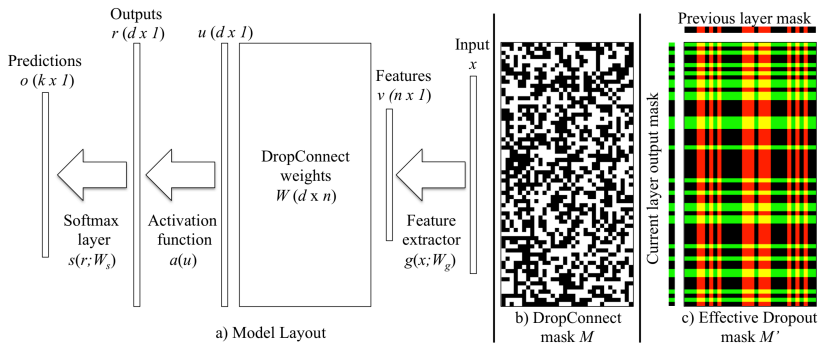 Predictions
o (k x 1)
Outputs
r (d x 1)
u (d x 1)
DropConnect
weights
W (d x n)
Features
v (n x 1)
Input
x
Softmax
layer
s(r;Ws)
Activation
function
a(u)
Feature
extractor
g(x;Wg)
a) Model Layout
b) DropConnect
mask M
Previous layer mask
Current layer output mask
c) Effective Dropout
mask M’